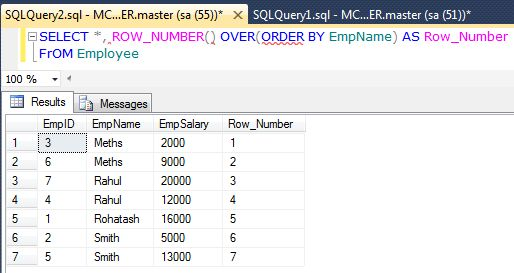 SQLQuery2.sql - MC...ER.master (sa (55))* SQLQuery1.sql - MC...ER.master (sa (51))*
SELECT *, ROW_NUMBER() OVER(ORDER BY EmpName) AS Row_Number
FrOM Employee
100 %
Results Messages
EmpID EmpName EmpSalary Row_Number
1 3 Meths 2000 1
2 6 Meths 9000 2
3 7 Rahul 20000 3
4 4 Rahul 12000 4
5 1 Rohatash 16000 5
6 2 Smith 5000 6
7 5 Smith 13000 7